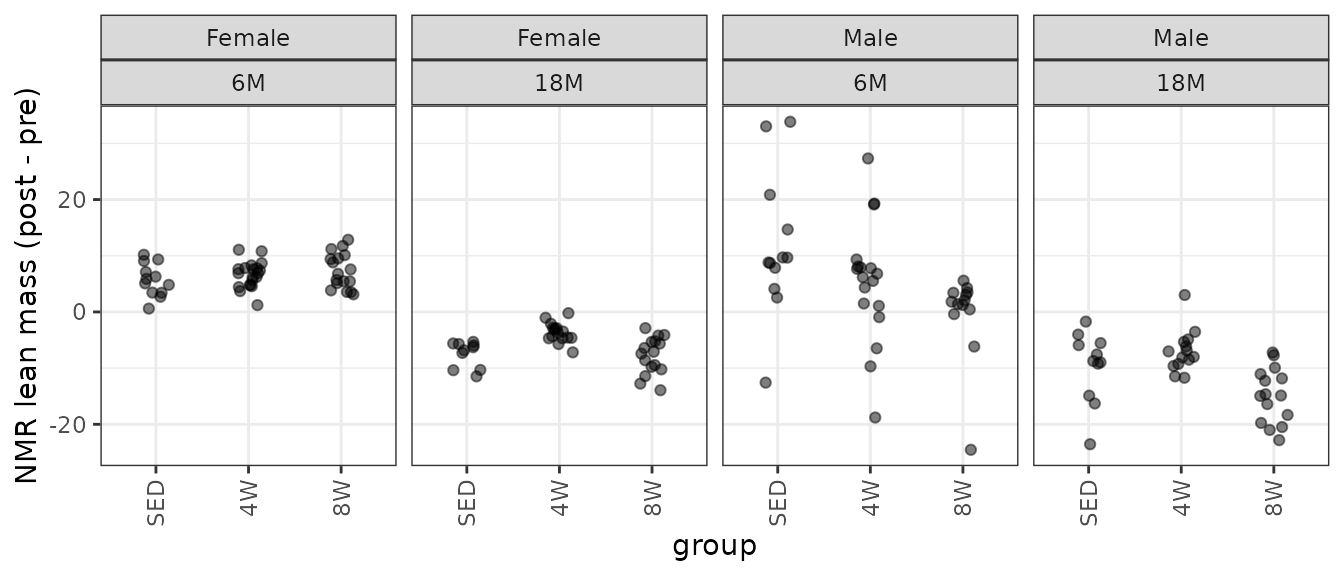 Female Female Male Male
6M 18M 6M 18M
NMR lean mass (post - pre)
20
0
-20
SED 4W 8W SED 4W 8W SED 4W 8W SED 4W 8W
group